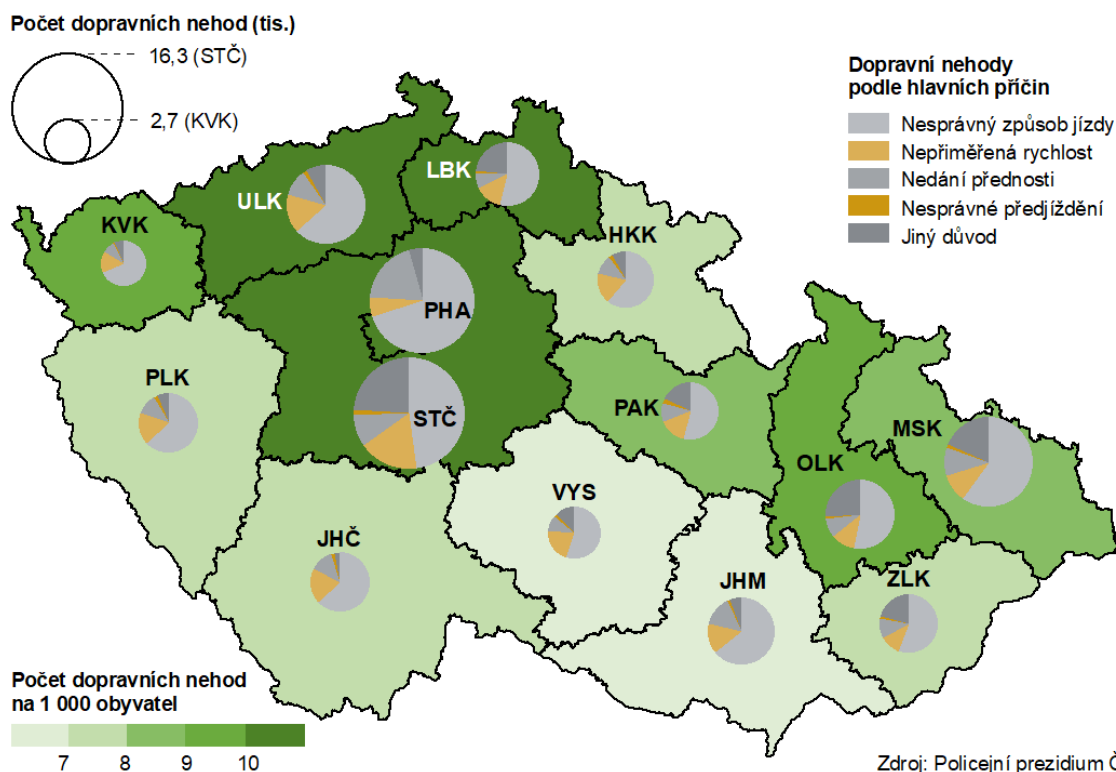 Počet dopravních nehod (tis.)
16,3 (STČ)
2,7 (KVK)
Dopravní nehody
podle hlavních příčin
Nesprávný způsob jízdy
Nepřiměřená rychlost
Nedání přednosti
Nesprávné předjíždění
Jiný důvod
LBK
ULK
KVK
HKK
PHA
PLK
STČ
PAK
MSK
OLK
VYS
JHČ
JHM
ZLK
Počet dopravních nehod
na 1 000 obyvatel
7 8 9 10
Zdroj: Policejní prezidium